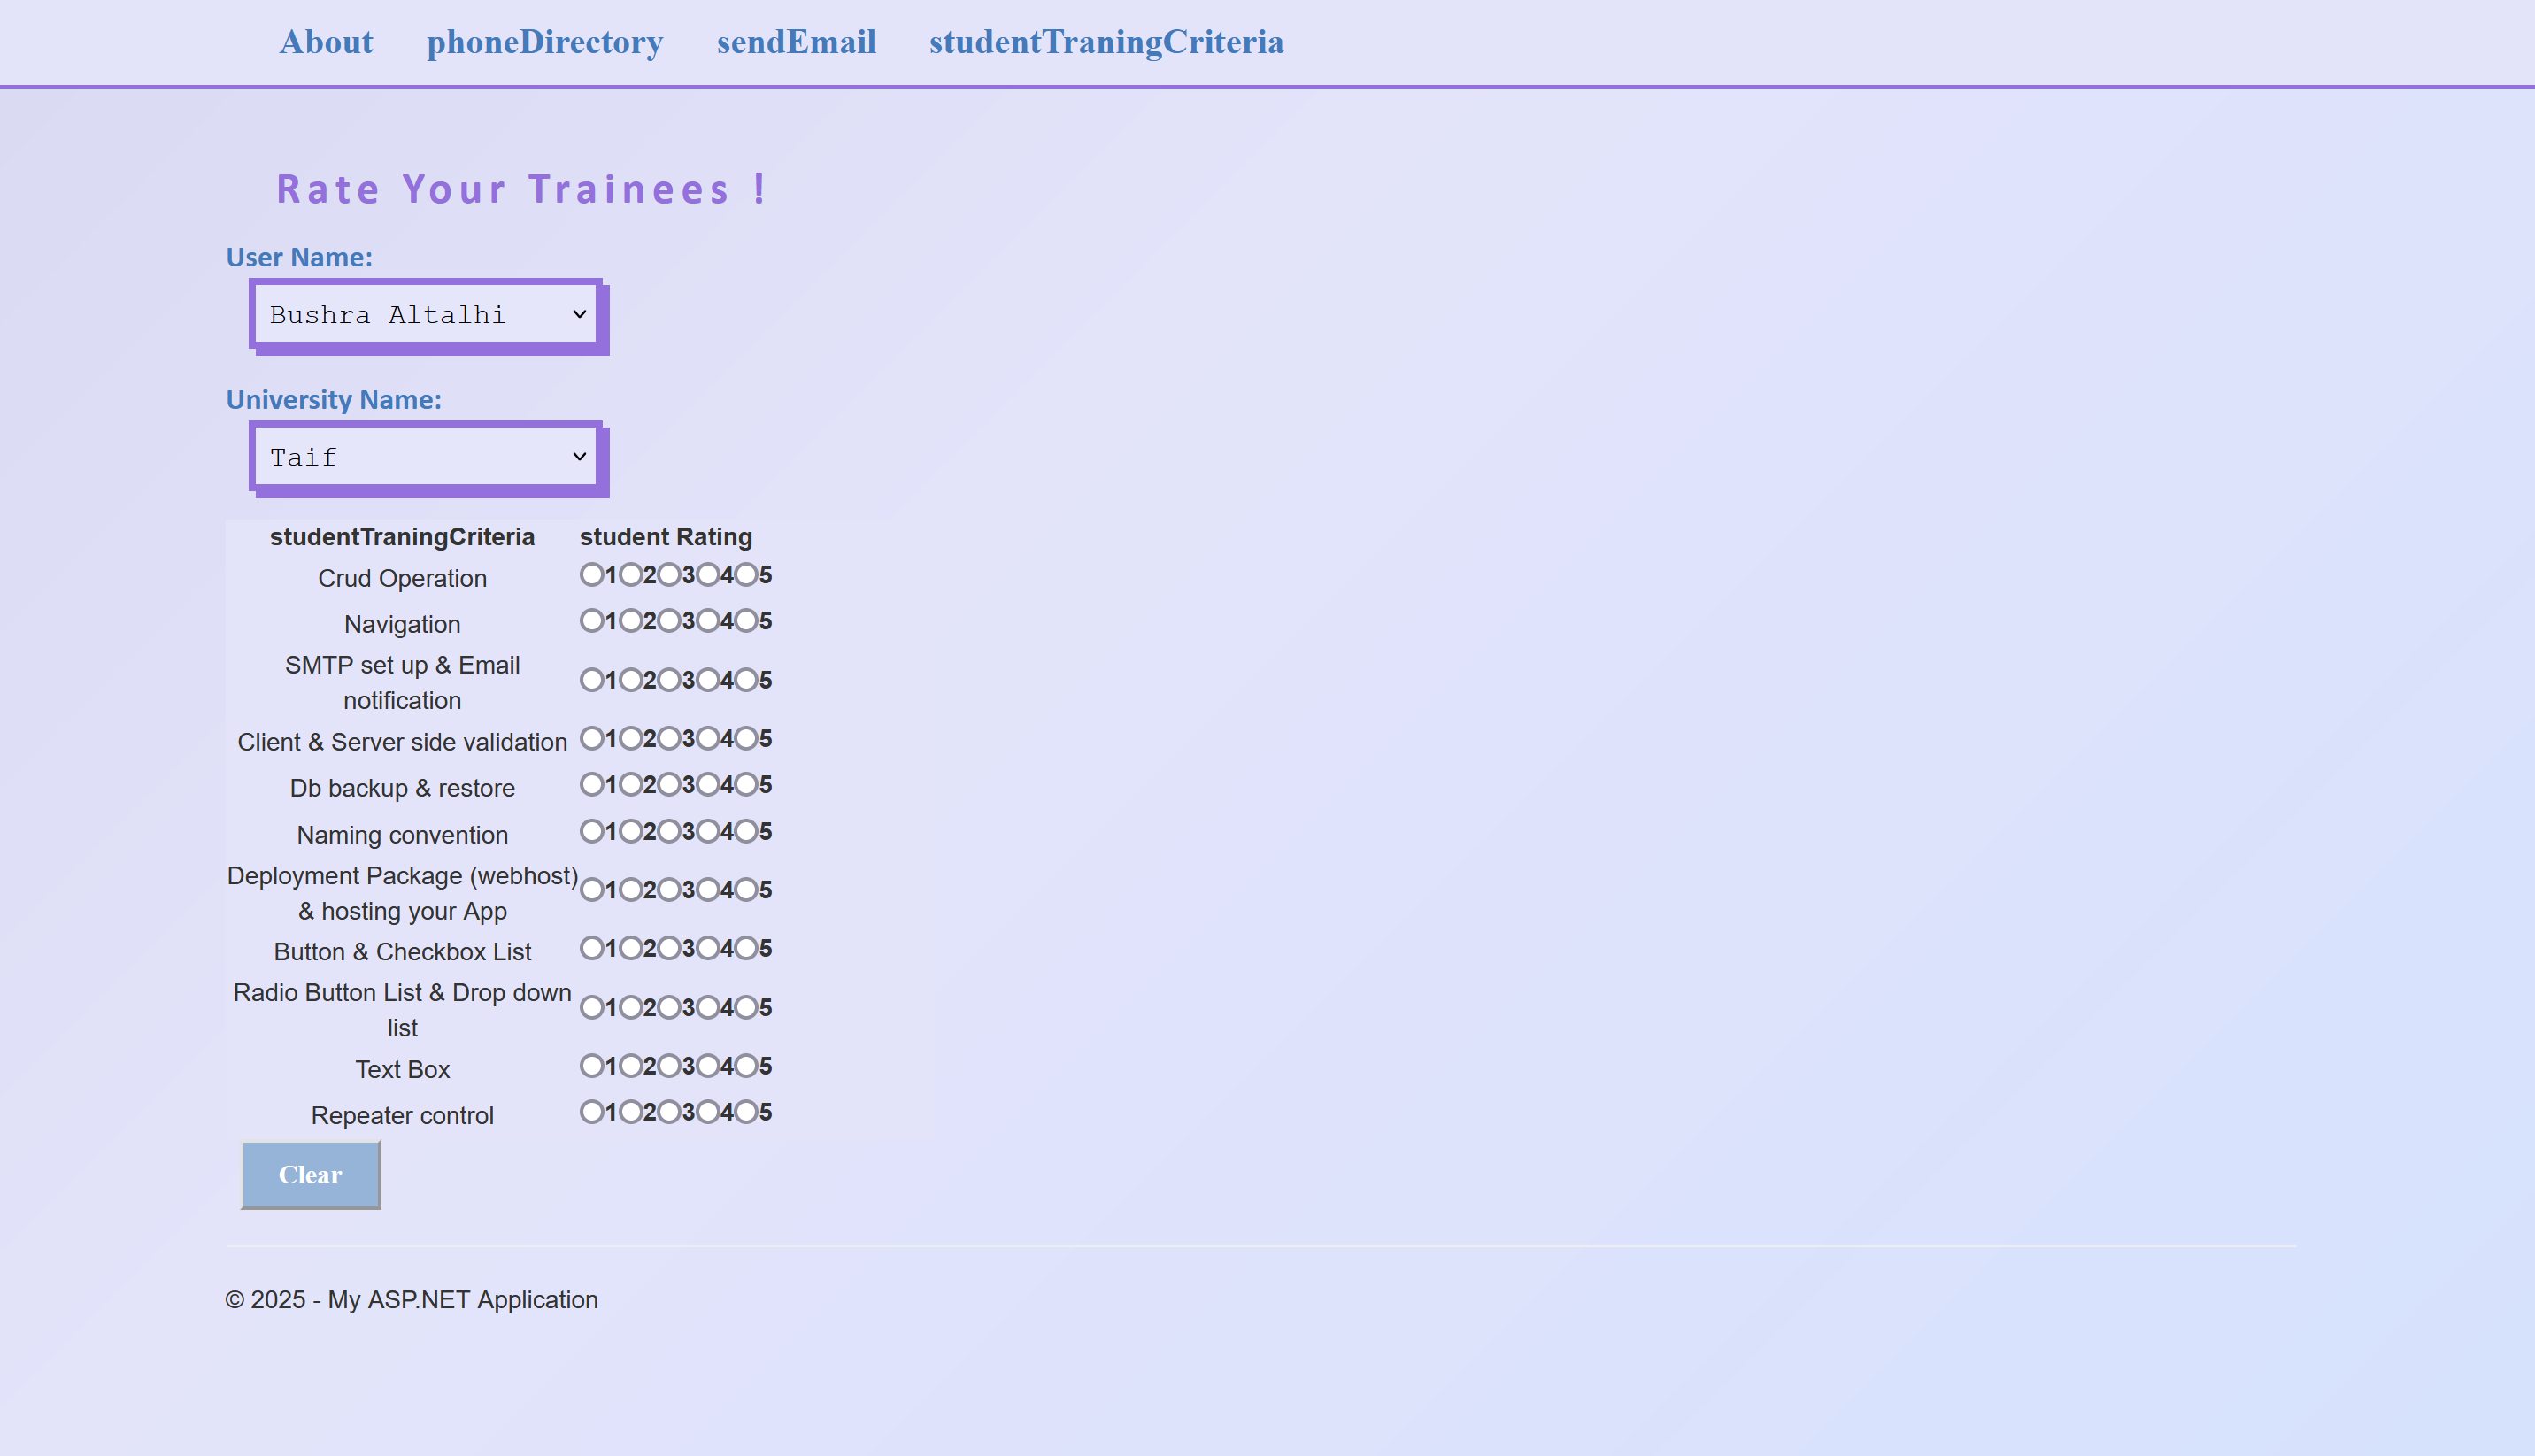 About phoneDirectory sendEmail studentTraningCriteria
Rate Your Trainees !
User Name:
Bushra Altalhi
University Name:
Taif
studentTraningCriteria student Rating
Crud Operation 1 2 3 4 5
Navigation 1 2 3 4 5
SMTP set up & Email
notification 1 2 3 4 5
Client & Server side validation 1 2 3 4 5
Db backup & restore 1 2 3 4 5
Naming convention 1 2 3 4 5
Deployment Package (webhost)
& hosting your App 1 2 3 4 5
Button & Checkbox List 1 2 3 4 5
Radio Button List & Drop down
list 1 2 3 4 5
Text Box 1 2 3 4 5
Repeater control 1 2 3 4 5
Clear
© 2025 - My ASP.NET Application